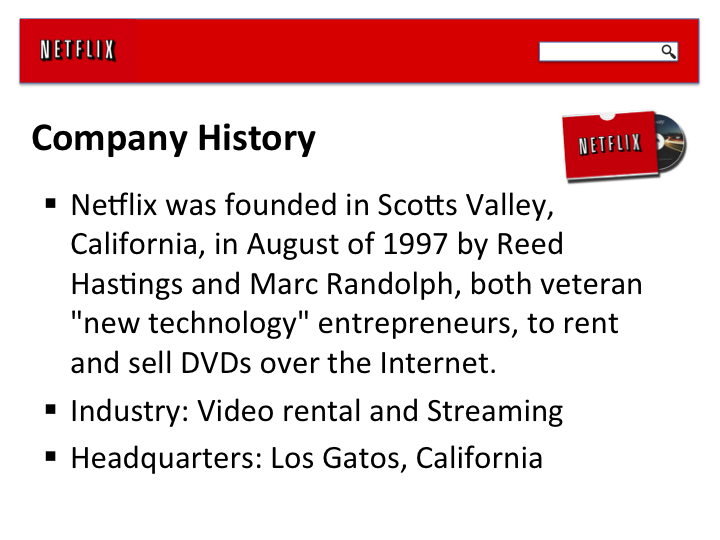 NETFLIX
Company History
NETFLIX
▪ Netflix was founded in Scotts Valley,
California, in August of 1997 by Reed
Hastings and Marc Randolph, both veteran
"new technology" entrepreneurs, to rent
and sell DVDs over the Internet.
▪ Industry: Video rental and Streaming
▪ Headquarters: Los Gatos, California